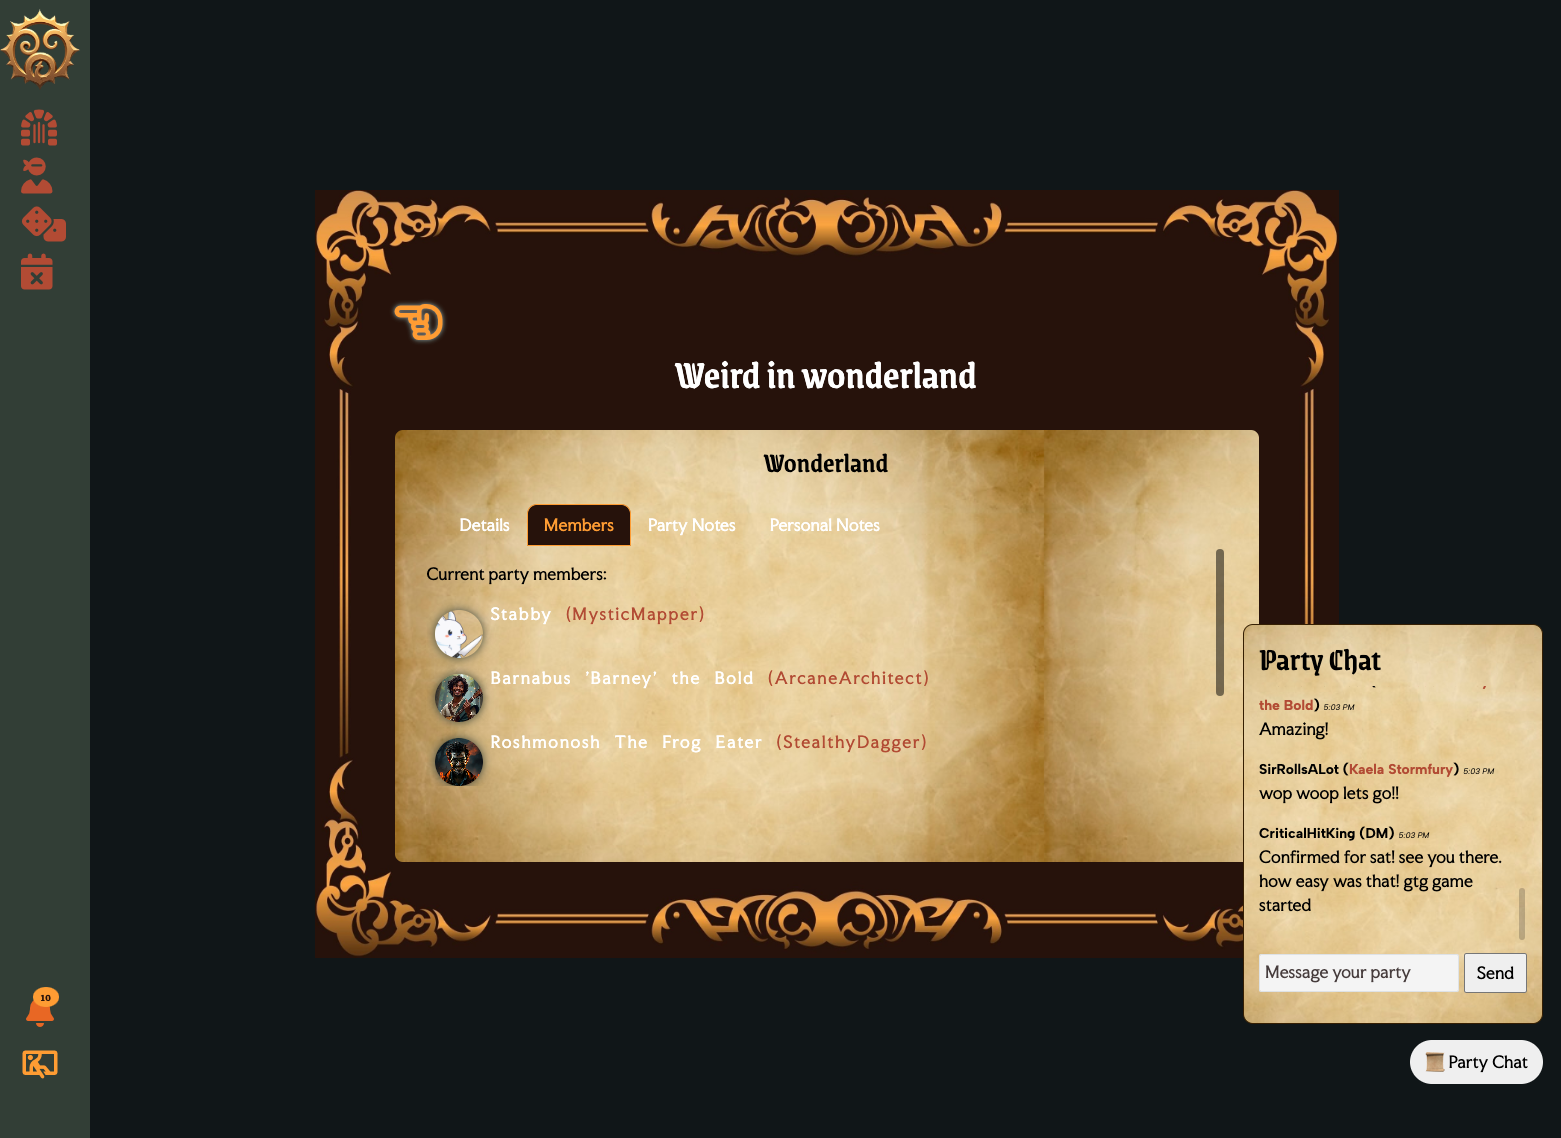 Weird in wonderland
Wonderland
Details Members Party Notes Personal Notes
Current party members:
Stabby (MysticMapper)
Barnabus 'Barney' the Bold (ArcaneArchitect)
Roshmonosh The Frog Eater (StealthyDagger)
Party Chat
the Bold) 5:03 PM
Amazing!
SirRollsALot (Kaela Stormfury) 5:03 PM
wop woop lets go!!
CriticalHitKing (DM) 5:03 PM
Confirmed for sat! see you there.
how easy was that! gtg game
started
Message your party Send
10
Party Chat